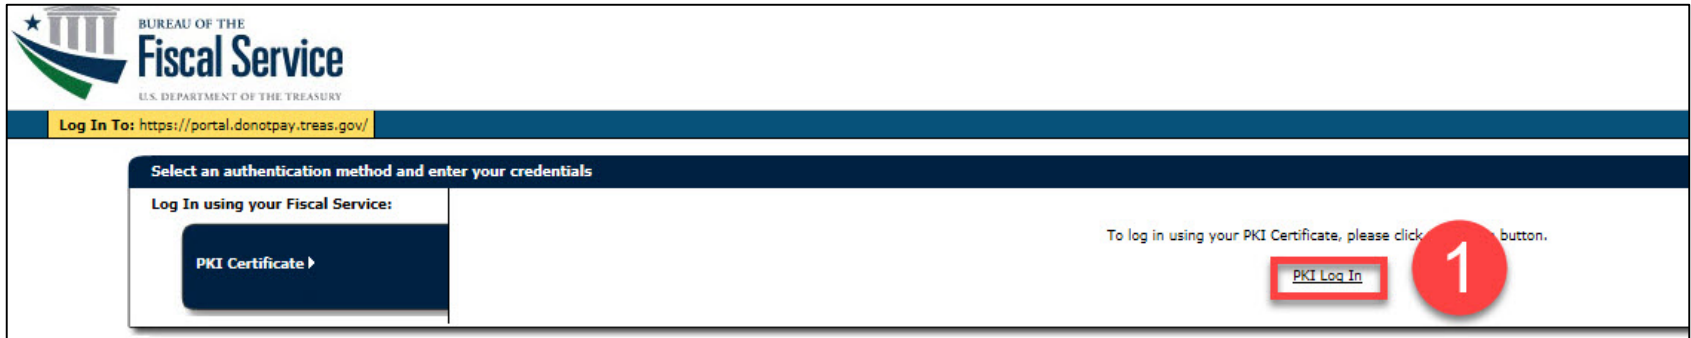 BUREAU OF THE
Fiscal Service
U.S. DEPARTMENT OF THE TREASURY
Log In To: https://portal.donotpay.treas.gov/
Select an authentication method and enter your credentials
Log In using your Fiscal Service:
PKI Certificate
To log in using your PKI Certificate, please click button.
PKI Log In
1